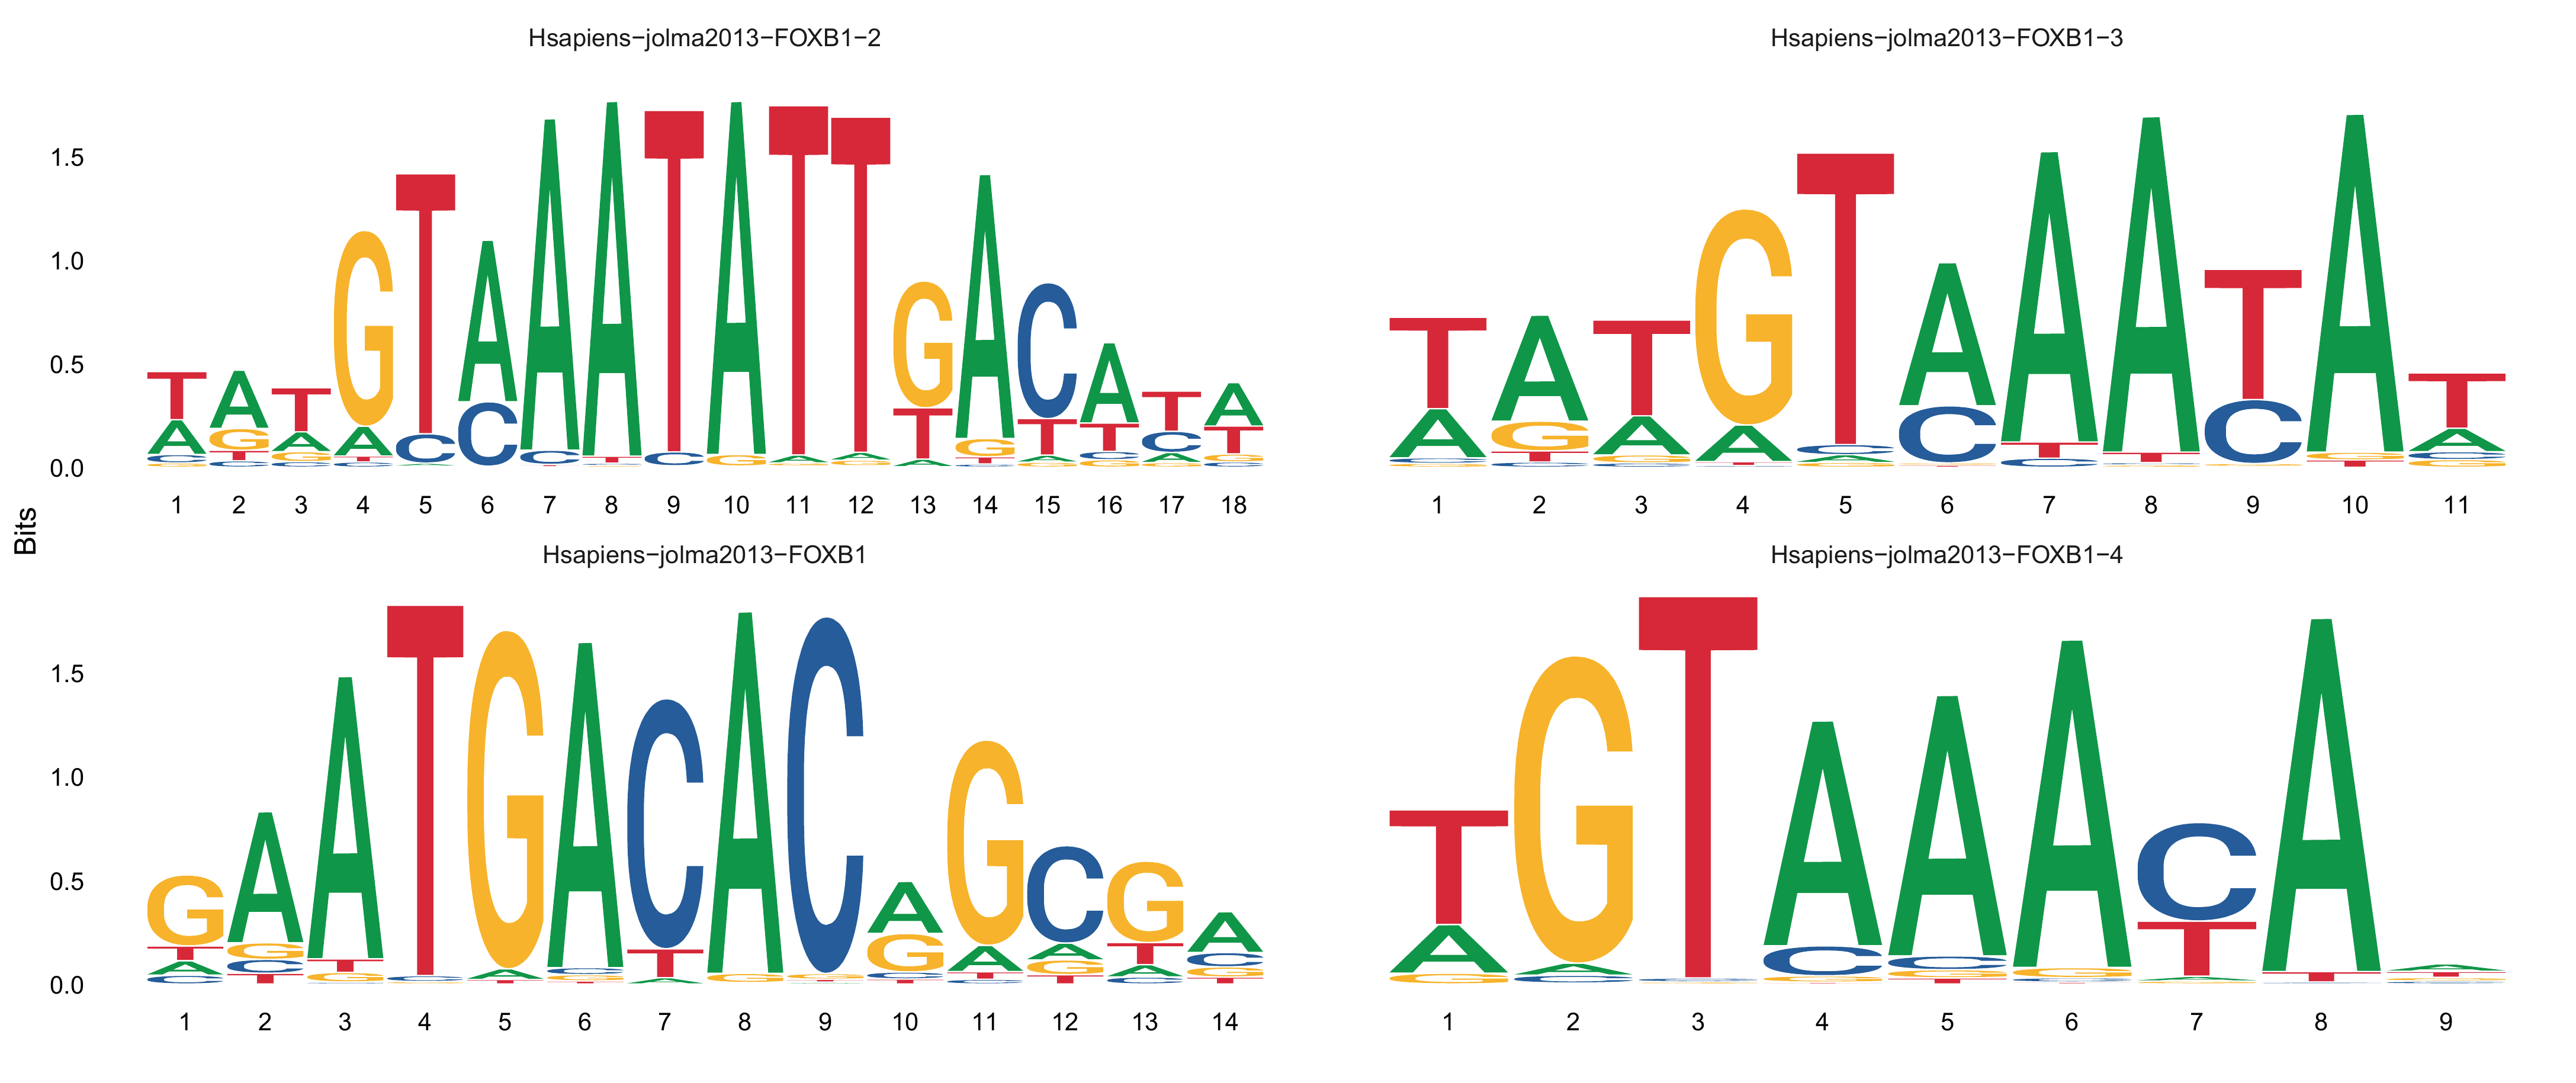 Hsapiens−jolma2013−FOXB1−2
Hsapiens−jolma2013−FOXB1−3
1.5
1.0
0.5
0.0
TATGTAAATATTGACATA
TATGTAAATAT
1 2 3 4 5 6 7 8 9 10 11 12 13 14 15 16 17 18
1 2 3 4 5 6 7 8 9 10 11
Bits
Hsapiens−jolma2013−FOXB1
Hsapiens−jolma2013−FOXB1−4
1.5
1.0
0.5
0.0
GAATGACACAGCGA
TGTAAACAA
1 2 3 4 5 6 7 8 9 10 11 12 13 14
1 2 3 4 5 6 7 8 9